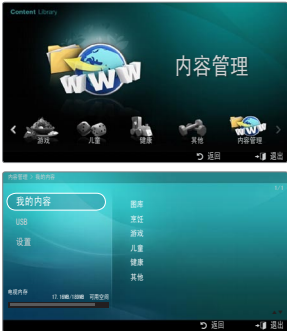 Content Library
WWW
内容管理
游戏
儿童
健康
其他
内容管理
返回
退出
内容管理 > 我的内容
1/1
我的内容
图库
烹饪
USB
游戏
设置
儿童
健康
其他
电视内存
可用空间
返回
退出